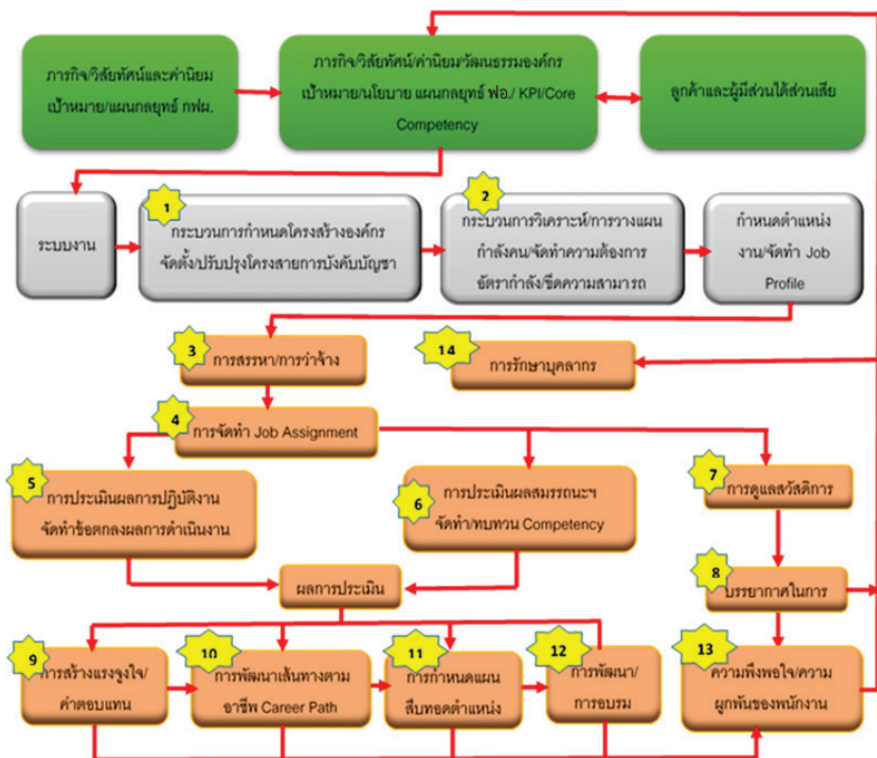 ภารกิจ/วิสัยทัศน์และค่านิยม
เป้าหมาย/แผนกลยุทธ์ กฟผ.
ภารกิจ/วิสัยทัศน์/ค่านิยม/วัฒนธรรมองค์กร
เป้าหมาย/นโยบาย แผนกลยุทธ์ ฟอ./ KPI/Core
Competency
ลูกค้าและผู้มีส่วนได้ส่วนเสีย
ระบบงาน
1
กระบวนการกำหนดโครงสร้างองค์กร
จัดตั้ง/ปรับปรุงโครงสายการบังคับบัญชา
2
กระบวนการวิเคราะห์/การวางแผน
กำลังคน/จัดทำความต้องการ
อัตรากำลัง/ขีดความสามารถ
กำหนดตำแหน่ง
งาน/จัดทำ Job
Profile
3
การสรรหา/การว่าจ้าง
14
การรักษาบุคลากร
4
การจัดทำ Job Assignment
5
การประเมินผลการปฏิบัติงาน
จัดทำข้อตกลงผลการดำเนินงาน
6
การประเมินผลสมรรถนะฯ
จัดทำ/ทบทวน Competency
7
การดูแลสวัสดิการ
8
บรรยากาศในการ
ผลการประเมิน
9
การสร้างแรงจูงใจ/
ค่าตอบแทน
10
การพัฒนาเส้นทางตาม
อาชีพ Career Path
11
การกำหนดแผน
สืบทอดตำแหน่ง
12
การพัฒนา/
การอบรม
13
ความพึงพอใจ/ความ
ผูกพันของพนักงาน